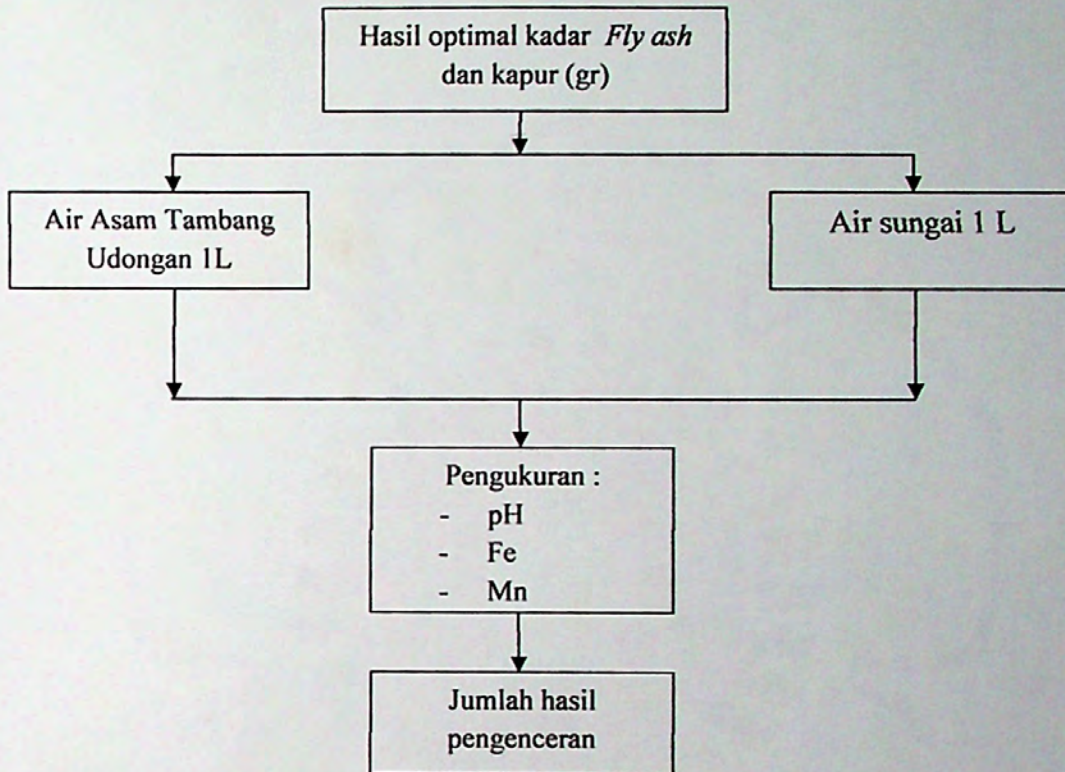 Hasil optimal kadar Fly ash
dan kapur (gr)
Air Asam Tambang
Udongan 1L
Air sungai 1 L
Pengukuran :
- pH
- Fe
- Mn
Jumlah hasil
pengenceran